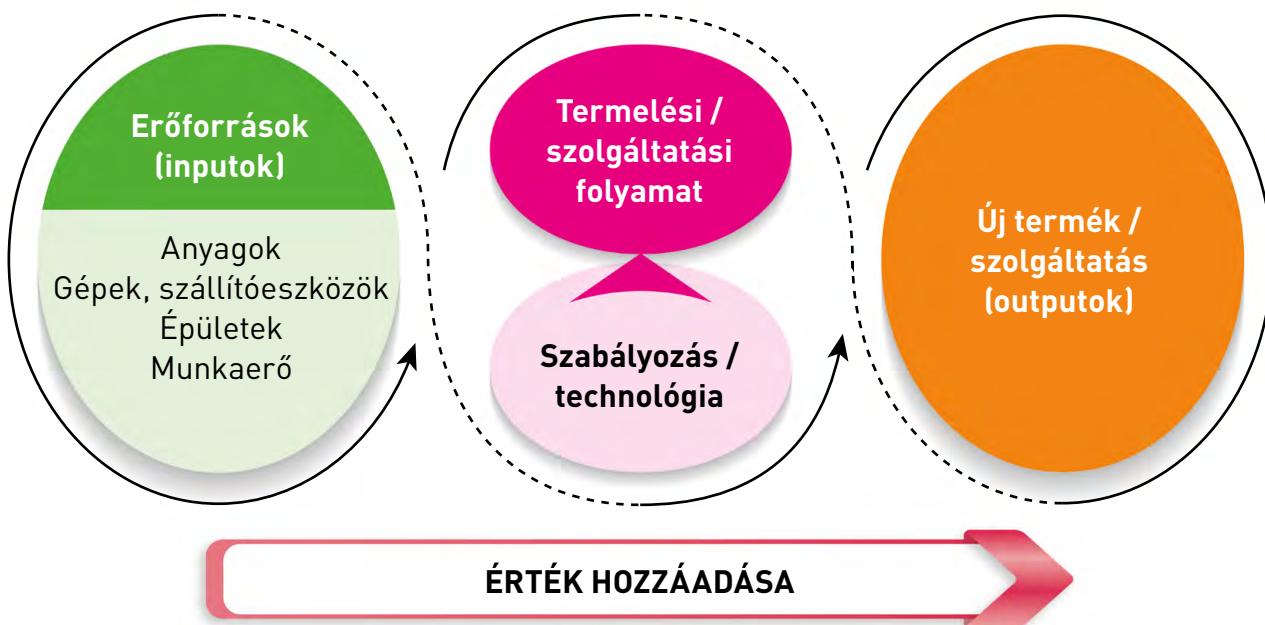 Erőforrások
(inputok)
Anyagok
Gépek, szállítóeszközök
Épületek
Munkaerő
Termelési /
szolgáltatási
folyamat
Szabályozás /
technológia
Új termék /
szolgáltatás
(outputok)
ÉRTÉK HOZZÁADÁSA